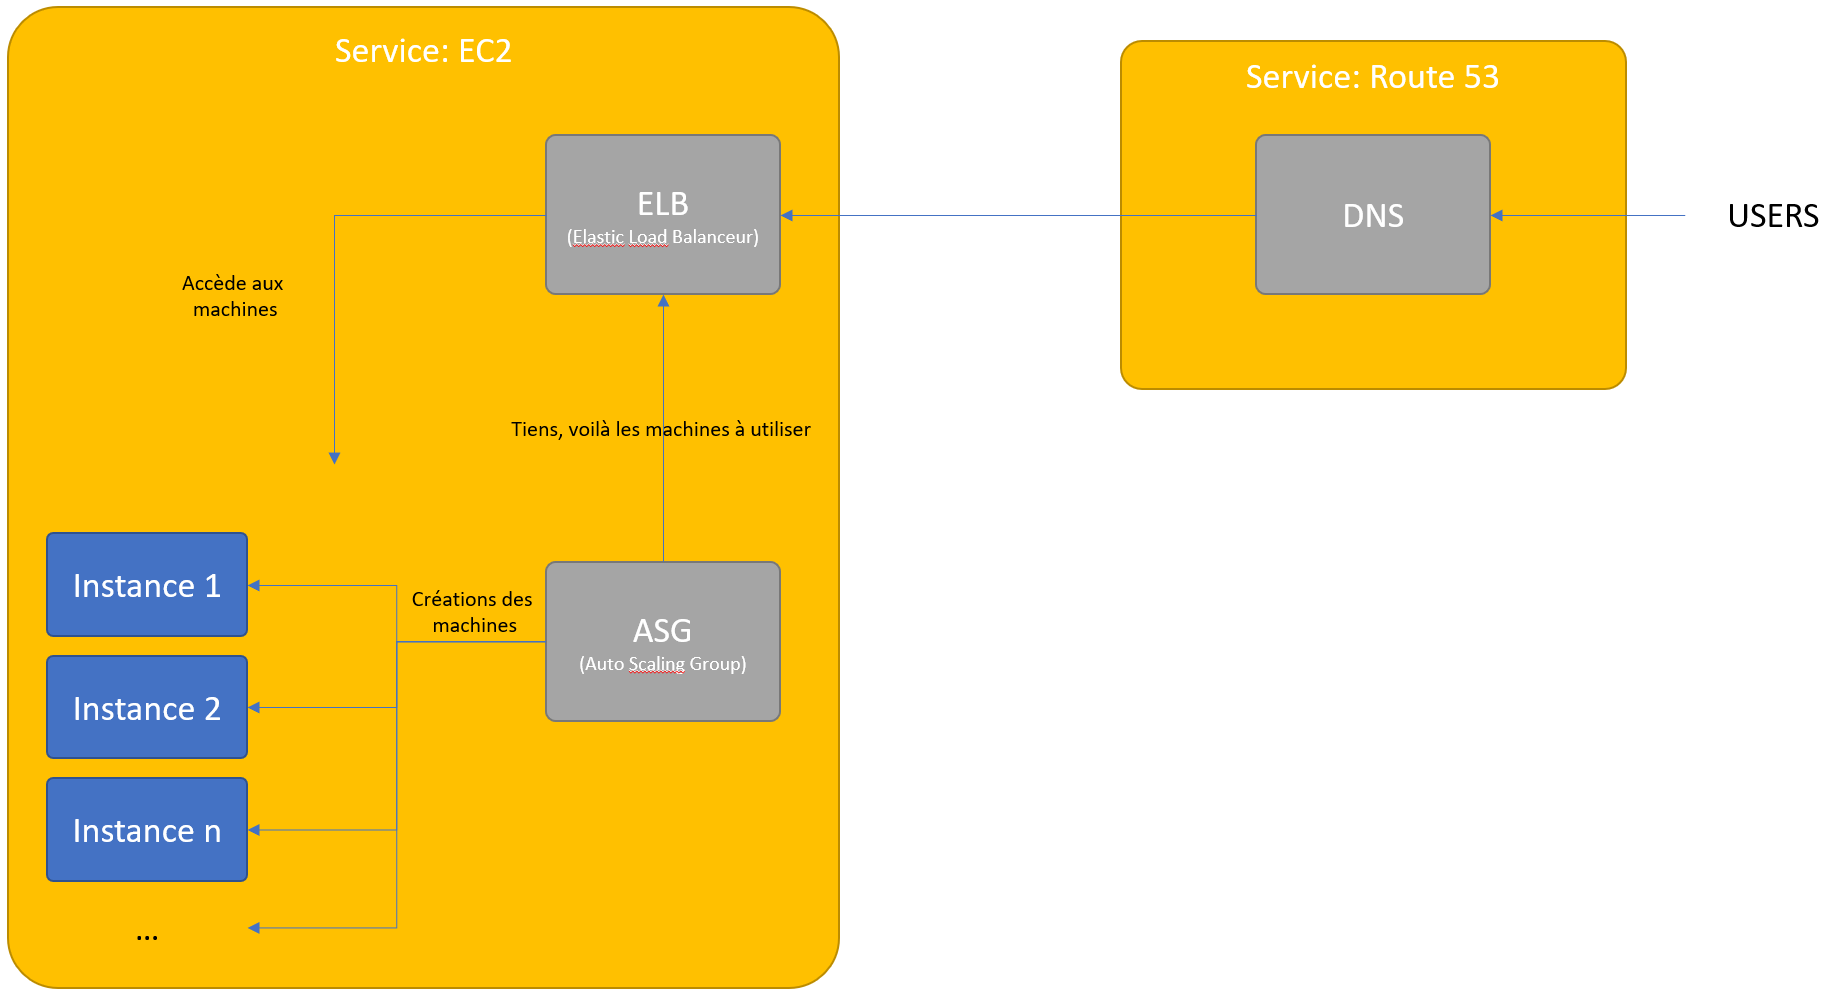 Service: EC2
Service: Route 53
ELB
(Elastic Load Balanceur)
DNS
USERS
Accède aux
machines
Tiens, voilà les machines à utiliser
Instance 1
Créations des
machines
ASG
(Auto Scaling Group)
Instance 2
Instance n
...